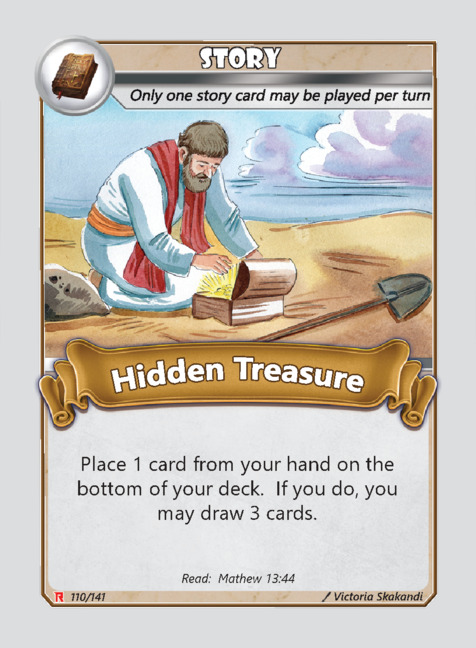 STORY
Only one story card may be played per turn
Hidden Treasure
Place 1 card from your hand on the
bottom of your deck.  If you do, you
may draw 3 cards.
Read:  Mathew 13:44
R 110/141
Victoria Skakandi